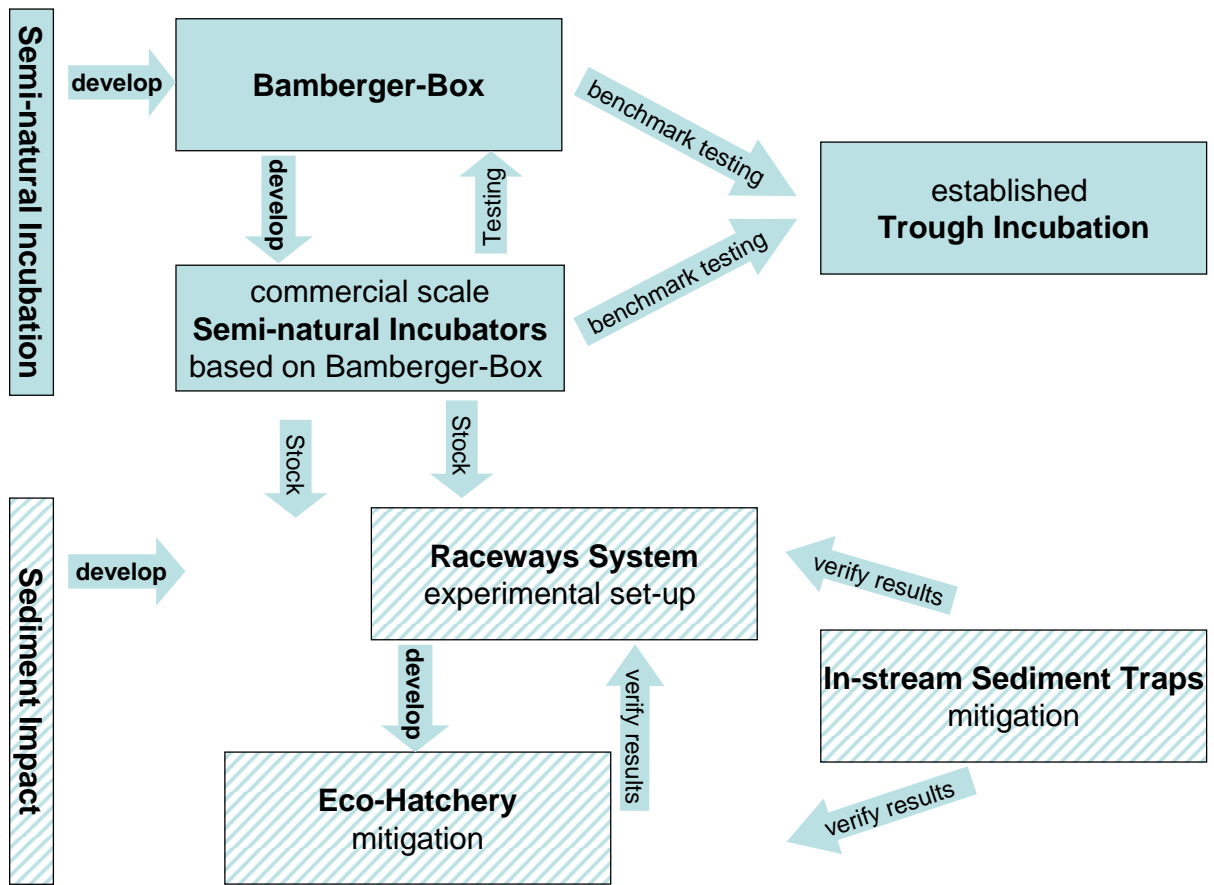 Semi-natural Incubation
develop
Bamberger-Box
benchmark testing
develop
Testing
established
Trough Incubation
benchmark testing
commercial scale
Semi-natural Incubators
based on Bamberger-Box
Stock
Stock
Sediment Impact
develop
Raceways System
experimental set-up
verify results
develop
verify results
In-stream Sediment Traps
mitigation
Eco-Hatchery
mitigation
verify results